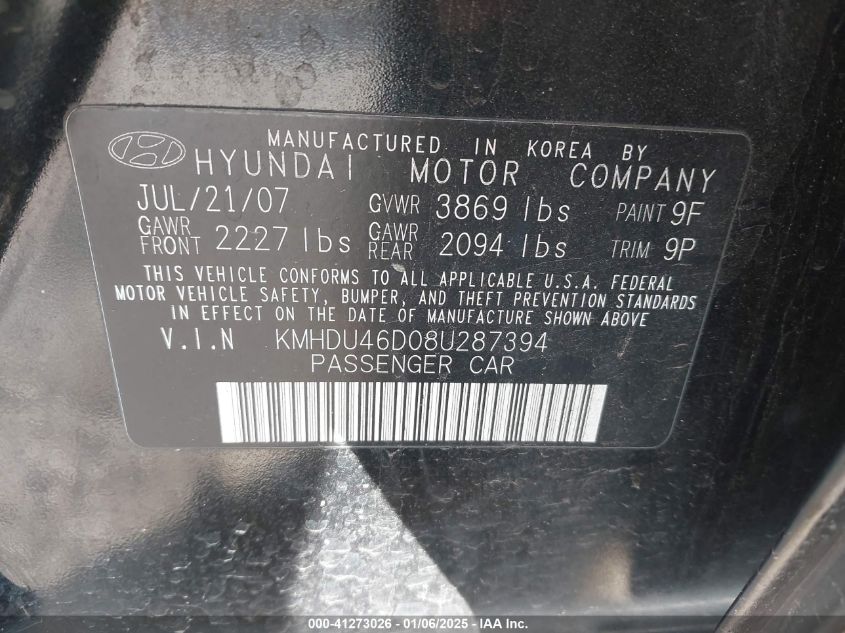 MANUFACTURED IN KOREA BY
HYUNDAI MOTOR COMPANY
JUL/21/07 GVWR 3869 lbs PAINT 9F
GAWR FRONT 2227 lbs GAWR REAR 2094 lbs TRIM 9P
THIS VEHICLE CONFORMS TO ALL APPLICABLE U.S.A. FEDERAL
MOTOR VEHICLE SAFETY, BUMPER, AND THEFT PREVENTION STANDARDS
IN EFFECT ON THE DATE OF MANUFACTURE SHOWN ABOVE
V.I.N KMHDU46D08U287394
PASSENGER CAR
000-41273026 - 01/06/2025 - IAA Inc.